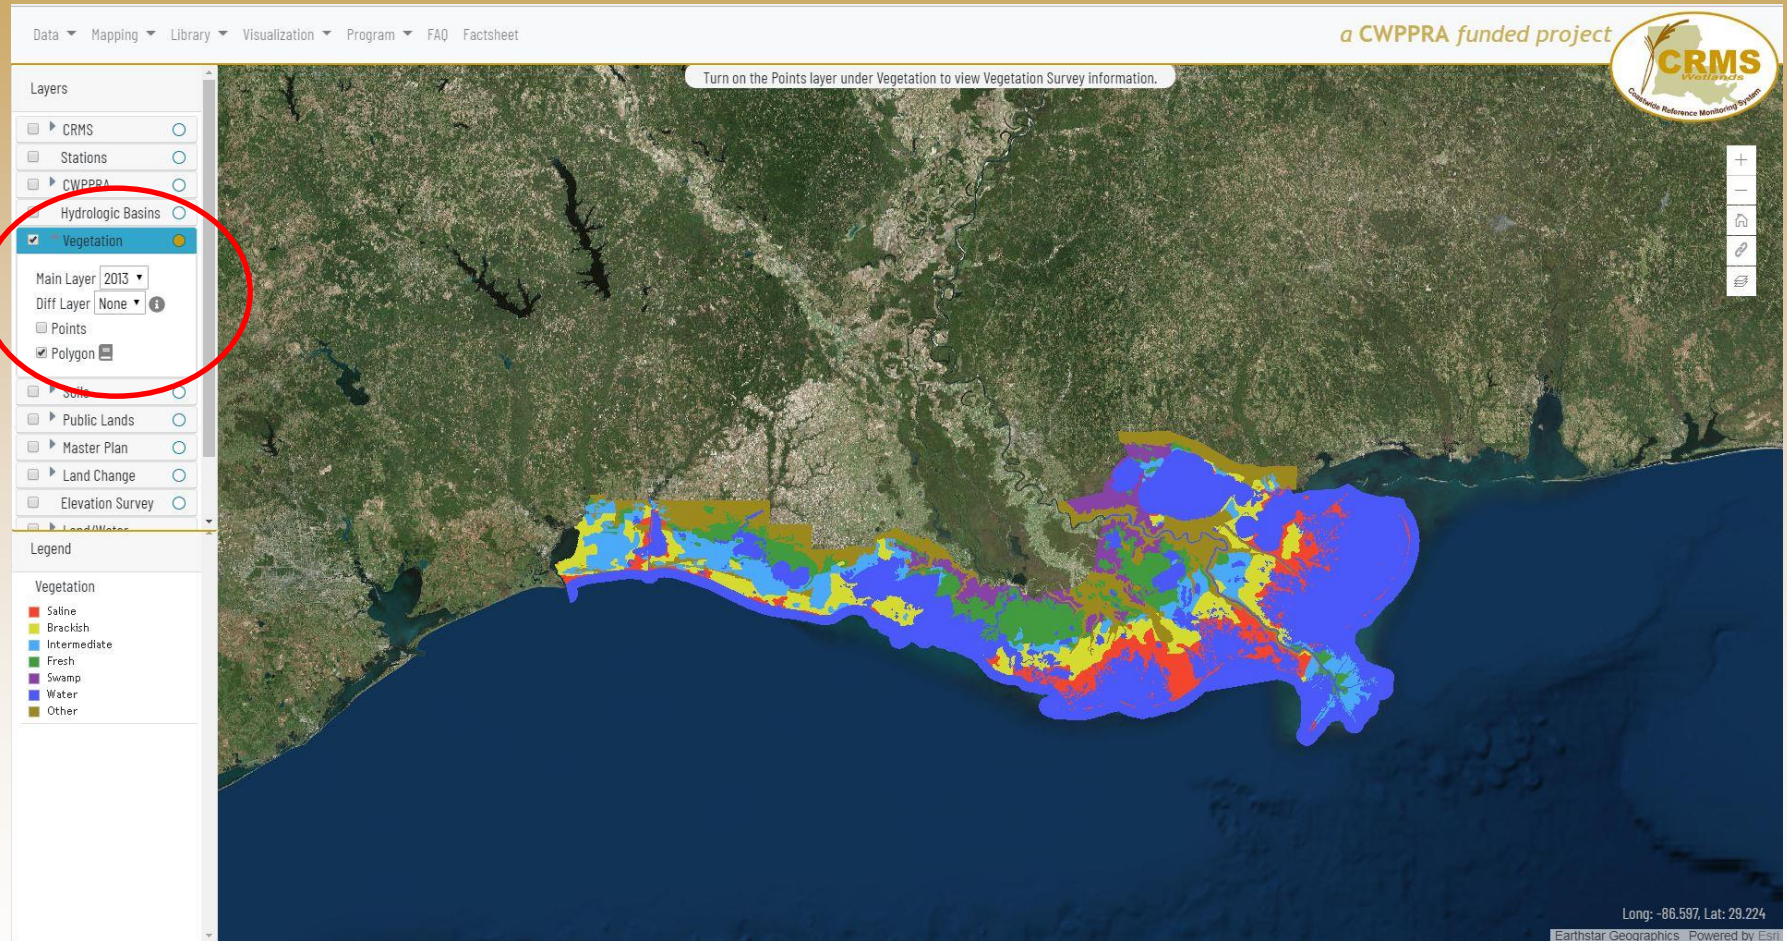 Data Mapping Library Visualization Program FAQ Factsheet
a CWPPRA funded project
CRMS
Wetlands
Coastwide Reference Monitoring System
Turn on the Points layer under Vegetation to view Vegetation Survey information.
Layers
CRMS
Stations
CWPPRA
Hydrologic Basins
Vegetation
Main Layer 2013
Diff Layer None
Points
Polygon
Soils
Public Lands
Master Plan
Land Change
Elevation Survey
Land/Water
Legend
Vegetation
Saline
Brackish
Intermediate
Fresh
Swamp
Water
Other
Long: -86.597, Lat: 29.224
Earthstar Geographics Powered by Esri